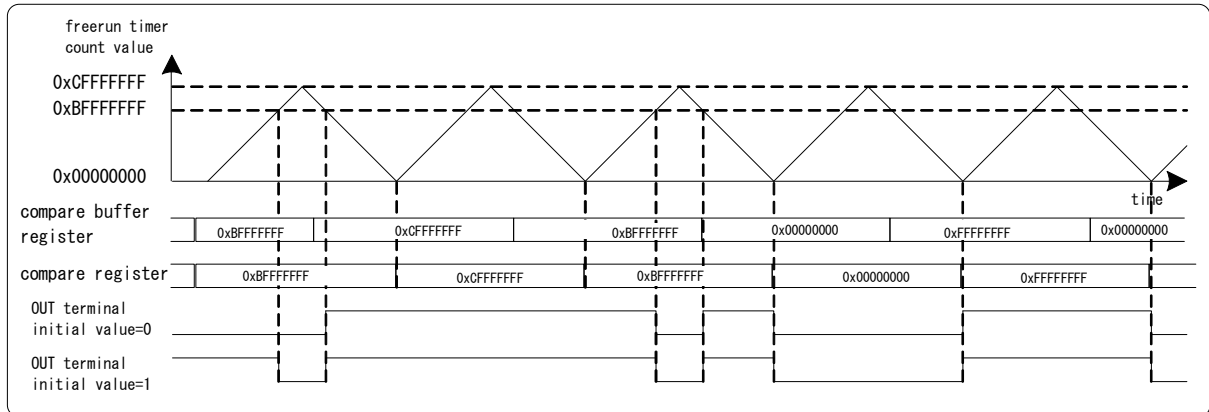 freerun timer
count value
0xCFFFFFFF
0xBFFFFFFF
0x00000000
time
compare buffer
register
0xBFFFFFFF 0xCFFFFFFF 0xBFFFFFFF 0x00000000 0xFFFFFFFF 0x00000000
compare register 0xBFFFFFFF 0xCFFFFFFF 0xBFFFFFFF 0x00000000 0xFFFFFFFF
OUT terminal
initial value=0
OUT terminal
initial value=1